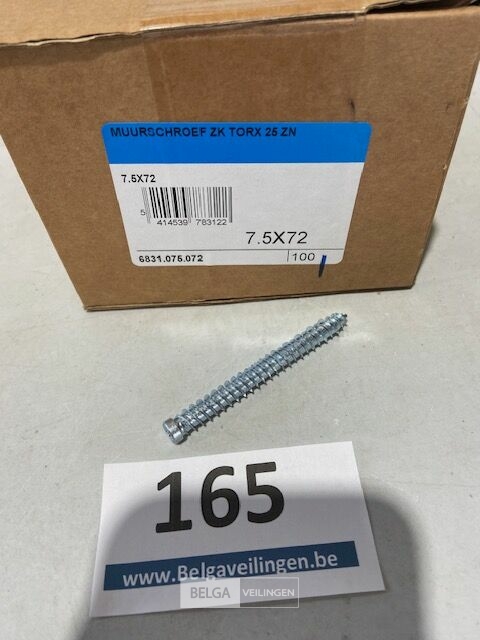 MUURSCHROEF ZK TORX 25 ZN
7.5X72
5 414539 783122
7.5X72
6831.075.072 100
165
www.Belgaveilingen.be
BELGA VEILINGEN